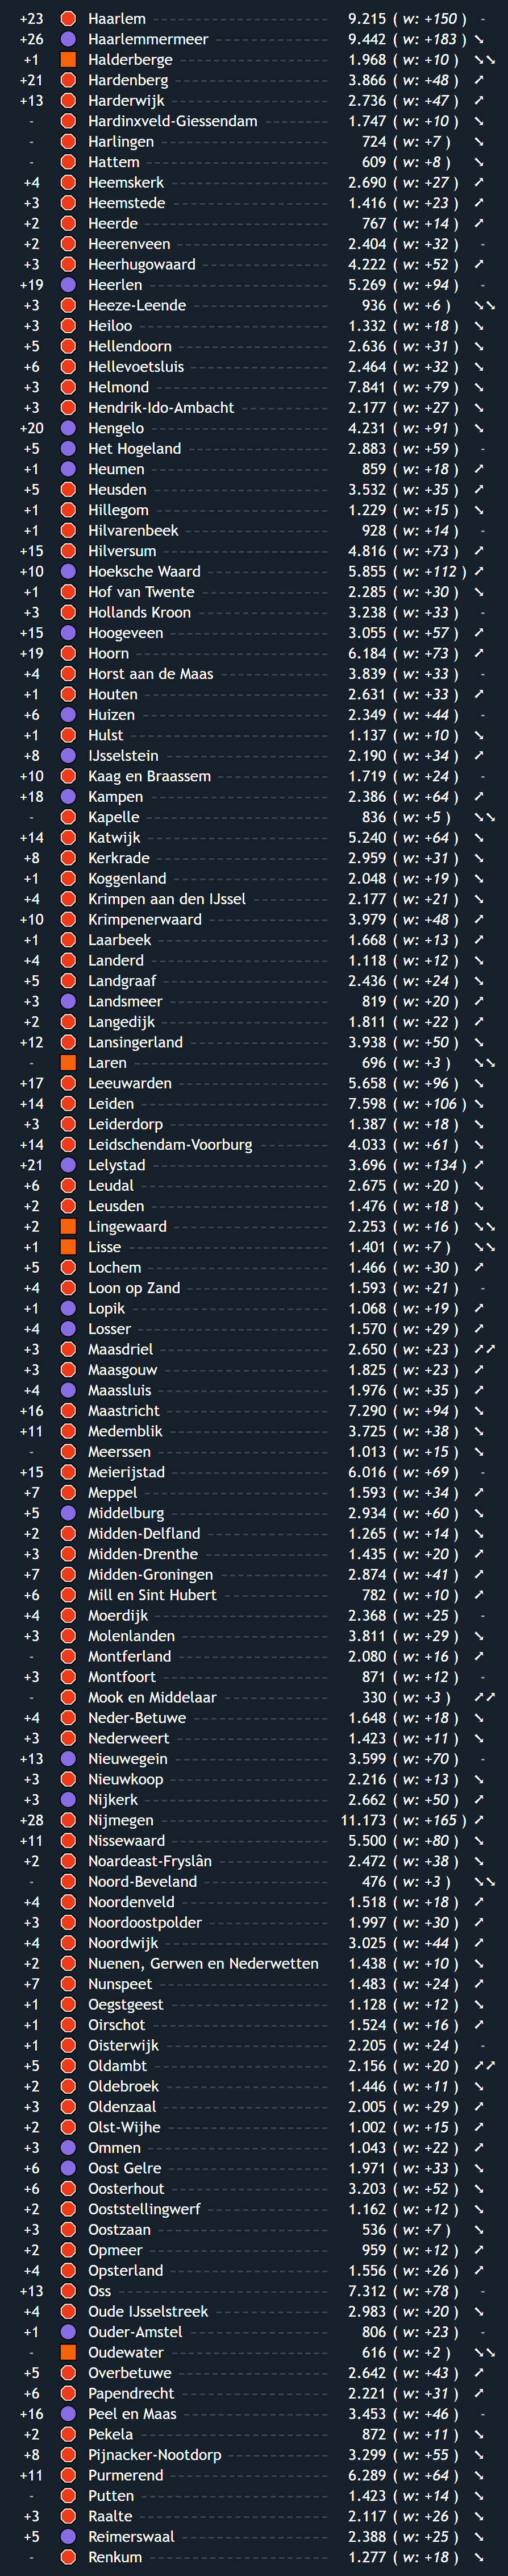 +23 Haarlem 9.215 ( w: +150 ) -
+26 Haarlemmermeer 9.442 ( w: +183 ) ➘
+1 Halderberge 1.968 ( w: +10 ) ➘➘
+21 Hardenberg 3.866 ( w: +48 ) ➚
+13 Harderwijk 2.736 ( w: +47 ) ➚
- Hardinxveld-Giessendam 1.747 ( w: +10 ) ➘
- Harlingen 724 ( w: +7 ) ➘
- Hattem 609 ( w: +8 ) ➘
+4 Heemskerk 2.690 ( w: +27 ) ➚
+3 Heemstede 1.416 ( w: +23 ) ➚
+2 Heerde 767 ( w: +14 ) ➚
+2 Heerenveen 2.404 ( w: +32 ) -
+3 Heerhugowaard 4.222 ( w: +52 ) ➚
+19 Heerlen 5.269 ( w: +94 ) -
+3 Heeze-Leende 936 ( w: +6 ) ➘➘
+3 Heiloo 1.332 ( w: +18 ) ➘
+5 Hellendoorn 2.636 ( w: +31 ) ➘
+6 Hellevoetsluis 2.464 ( w: +32 ) ➘
+3 Helmond 7.841 ( w: +79 ) ➘
+3 Hendrik-Ido-Ambacht 2.177 ( w: +27 ) ➘
+20 Hengelo 4.231 ( w: +91 ) ➘
+5 Het Hogeland 2.883 ( w: +59 ) -
+1 Heumen 859 ( w: +18 ) ➚
+5 Heusden 3.532 ( w: +35 ) ➚
+1 Hillegom 1.229 ( w: +15 ) ➘
+1 Hilvarenbeek 928 ( w: +14 ) -
+15 Hilversum 4.816 ( w: +73 ) ➚
+10 Hoeksche Waard 5.855 ( w: +112 ) ➚
+1 Hof van Twente 2.285 ( w: +30 ) ➘
+3 Hollands Kroon 3.238 ( w: +33 ) -
+15 Hoogeveen 3.055 ( w: +57 ) ➚
+19 Hoorn 6.184 ( w: +73 ) ➚
+4 Horst aan de Maas 3.839 ( w: +33 ) -
+1 Houten 2.631 ( w: +33 ) ➚
+6 Huizen 2.349 ( w: +44 ) -
+1 Hulst 1.137 ( w: +10 ) ➘
+8 IJsselstein 2.190 ( w: +34 ) ➚
+10 Kaag en Braassem 1.719 ( w: +24 ) -
+18 Kampen 2.386 ( w: +64 ) ➚
- Kapelle 836 ( w: +5 ) ➘➘
+14 Katwijk 5.240 ( w: +64 ) ➘
+8 Kerkrade 2.959 ( w: +31 ) ➘
+1 Koggenland 2.048 ( w: +19 ) ➘
+4 Krimpen aan den IJssel 2.177 ( w: +21 ) ➘
+10 Krimpenerwaard 3.979 ( w: +48 ) ➚
+1 Laarbeek 1.668 ( w: +13 ) ➚
+4 Landerd 1.118 ( w: +12 ) ➘
+5 Landgraaf 2.436 ( w: +24 ) ➘
+3 Landsmeer 819 ( w: +20 ) ➚
+2 Langedijk 1.811 ( w: +22 ) ➚
+12 Lansingerland 3.938 ( w: +50 ) ➘
- Laren 696 ( w: +3 ) ➘➘
+17 Leeuwarden 5.658 ( w: +96 ) ➘
+14 Leiden 7.598 ( w: +106 ) ➘
+3 Leiderdorp 1.387 ( w: +18 ) ➘
+14 Leidschendam-Voorburg 4.033 ( w: +61 ) ➘
+21 Lelystad 3.696 ( w: +134 ) ➚
+6 Leudal 2.675 ( w: +20 ) ➘
+2 Leusden 1.476 ( w: +18 ) ➘
+2 Lingewaard 2.253 ( w: +16 ) ➘➘
+1 Lisse 1.401 ( w: +7 ) ➘➘
+5 Lochem 1.466 ( w: +30 ) ➚
+4 Loon op Zand 1.593 ( w: +21 ) -
+1 Lopik 1.068 ( w: +19 ) ➚
+4 Losser 1.570 ( w: +29 ) ➚
+3 Maasdriel 2.650 ( w: +23 ) ➚➚
+3 Maasgouw 1.825 ( w: +23 ) ➚
+4 Maassluis 1.976 ( w: +35 ) ➚
+16 Maastricht 7.290 ( w: +94 ) ➘
+11 Medemblik 3.725 ( w: +38 ) ➘
- Meerssen 1.013 ( w: +15 ) ➘
+15 Meierijstad 6.016 ( w: +69 ) -
+7 Meppel 1.593 ( w: +34 ) ➚
+5 Middelburg 2.934 ( w: +60 ) ➘
+2 Midden-Delfland 1.265 ( w: +14 ) ➘
+3 Midden-Drenthe 1.435 ( w: +20 ) ➚
+7 Midden-Groningen 2.874 ( w: +41 ) ➚
+6 Mill en Sint Hubert 782 ( w: +10 ) ➚
+4 Moerdijk 2.368 ( w: +25 ) -
+3 Molenlanden 3.811 ( w: +29 ) ➘
- Montferland 2.080 ( w: +16 ) ➚
+3 Montfoort 871 ( w: +12 ) -
- Mook en Middelaar 330 ( w: +3 ) ➚➚
+4 Neder-Betuwe 1.648 ( w: +18 ) ➘
+3 Nederweert 1.423 ( w: +11 ) ➘
+13 Nieuwegein 3.599 ( w: +70 ) -
+3 Nieuwkoop 2.216 ( w: +13 ) ➘
+3 Nijkerk 2.662 ( w: +50 ) ➚
+28 Nijmegen 11.173 ( w: +165 ) ➚
+11 Nissewaard 5.500 ( w: +80 ) ➘
+2 Noardeast-Fryslân 2.472 ( w: +38 ) ➘
- Noord-Beveland 476 ( w: +3 ) ➘➘
+4 Noordenveld 1.518 ( w: +18 ) ➚
+3 Noordoostpolder 1.997 ( w: +30 ) ➚
+4 Noordwijk 3.025 ( w: +44 ) ➚
+2 Nuenen, Gerwen en Nederwetten 1.438 ( w: +10 ) ➘
+7 Nunspeet 1.483 ( w: +24 ) ➚
+1 Oegstgeest 1.128 ( w: +12 ) ➘
+1 Oirschot 1.524 ( w: +16 ) ➚
+1 Oisterwijk 2.205 ( w: +24 ) -
+5 Oldambt 2.156 ( w: +20 ) ➚➚
+2 Oldebroek 1.446 ( w: +11 ) ➘
+3 Oldenzaal 2.005 ( w: +29 ) ➚
+2 Olst-Wijhe 1.002 ( w: +15 ) ➚
+3 Ommen 1.043 ( w: +22 ) ➚
+6 Oost Gelre 1.971 ( w: +33 ) ➘
+6 Oosterhout 3.203 ( w: +52 ) ➘
+2 Ooststellingwerf 1.162 ( w: +12 ) ➘
+3 Oostzaan 536 ( w: +7 ) ➘
+2 Opmeer 959 ( w: +12 ) ➚
+4 Opsterland 1.556 ( w: +26 ) ➚
+13 Oss 7.312 ( w: +78 ) -
+4 Oude IJsselstreek 2.983 ( w: +20 ) ➘
+1 Ouder-Amstel 806 ( w: +23 ) -
- Oudewater 616 ( w: +2 ) ➘➘
+5 Overbetuwe 2.642 ( w: +43 ) ➚
+6 Papendrecht 2.221 ( w: +31 ) ➚
+16 Peel en Maas 3.453 ( w: +46 ) -
+2 Pekela 872 ( w: +11 ) ➘
+8 Pijnacker-Nootdorp 3.299 ( w: +55 ) ➘
+11 Purmerend 6.289 ( w: +64 ) ➘
- Putten 1.423 ( w: +14 ) ➘
+3 Raalte 2.117 ( w: +26 ) ➘
+5 Reimerswaal 2.388 ( w: +25 ) ➘
- Renkum 1.277 ( w: +18 ) ➘